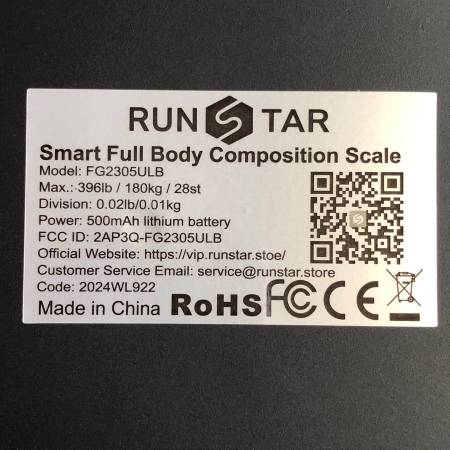 RUN STAR
Smart Full Body Composition Scale
Model: FG2305ULB
Max.: 396lb / 180kg / 28st
Division: 0.02lb/0.01kg
Power: 500mAh lithium battery
FCC ID: 2AP3Q-FG2305ULB
Official Website: https://vip.runstar.stoe/
Customer Service Email: service@runstar.store
Code: 2024WL922
Made in China RoHS FC CE